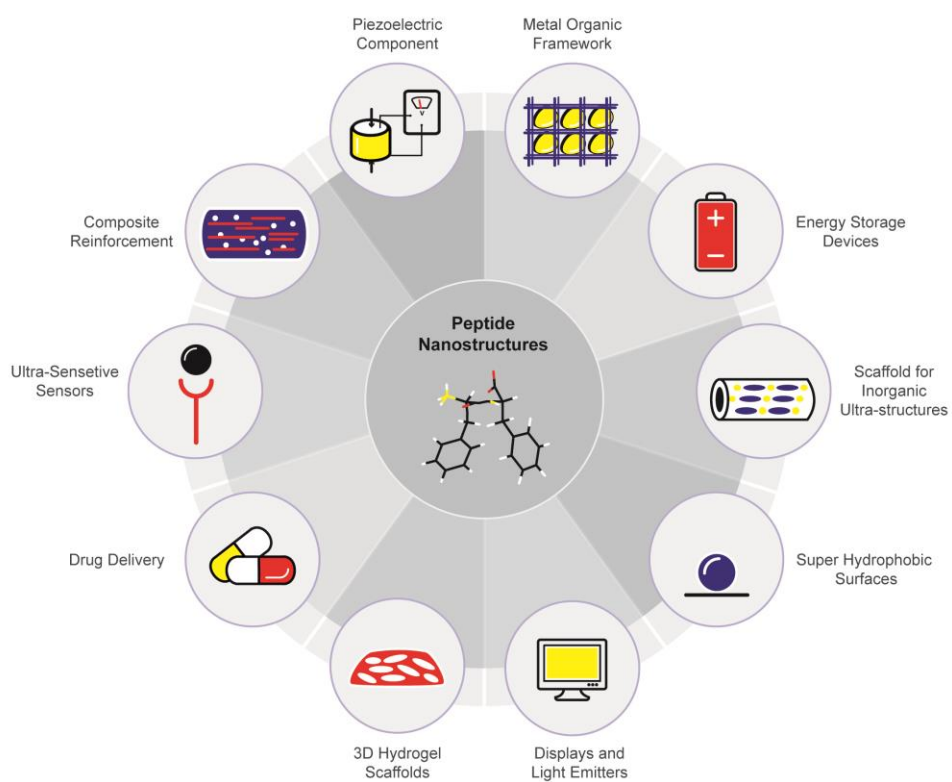 Piezoelectric
Component
Metal Organic
Framework
Composite
Reinforcement
Energy Storage
Devices
Peptide
Nanostructures
Ultra-Sensetive
Sensors
Scaffold for
Inorganic
Ultra-structures
Drug Delivery
Super Hydrophobic
Surfaces
3D Hydrogel
Scaffolds
Displays and
Light Emitters
V
+
−